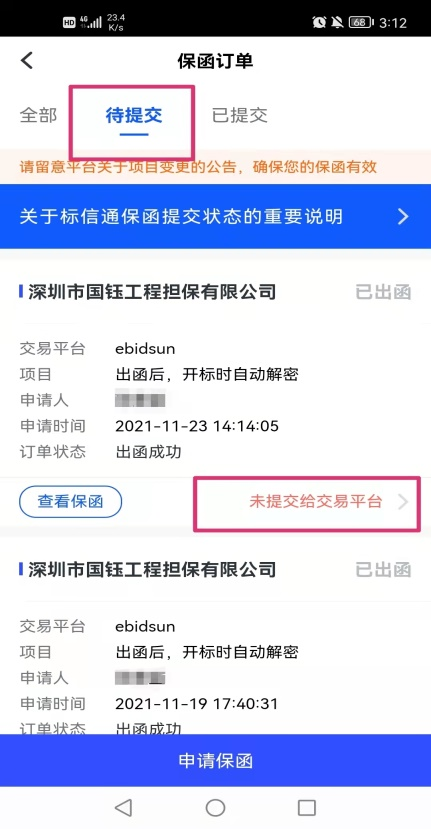 HD 4G 23.4 K/s 68 3:12
保函订单
全部 待提交 已提交
请留意平台关于项目变更的公告，确保您的保函有效
关于标信通保函提交状态的重要说明
深圳市国钰工程担保有限公司 已出函
交易平台 ebidsun
项目 出函后，开标时自动解密
申请人
申请时间 2021-11-23 14:14:05
订单状态 出函成功
查看保函 未提交给交易平台
深圳市国钰工程担保有限公司 已出函
交易平台 ebidsun
项目 出函后，开标时自动解密
申请人
申请时间 2021-11-19 17:40:31
订单状态 出函成功
申请保函